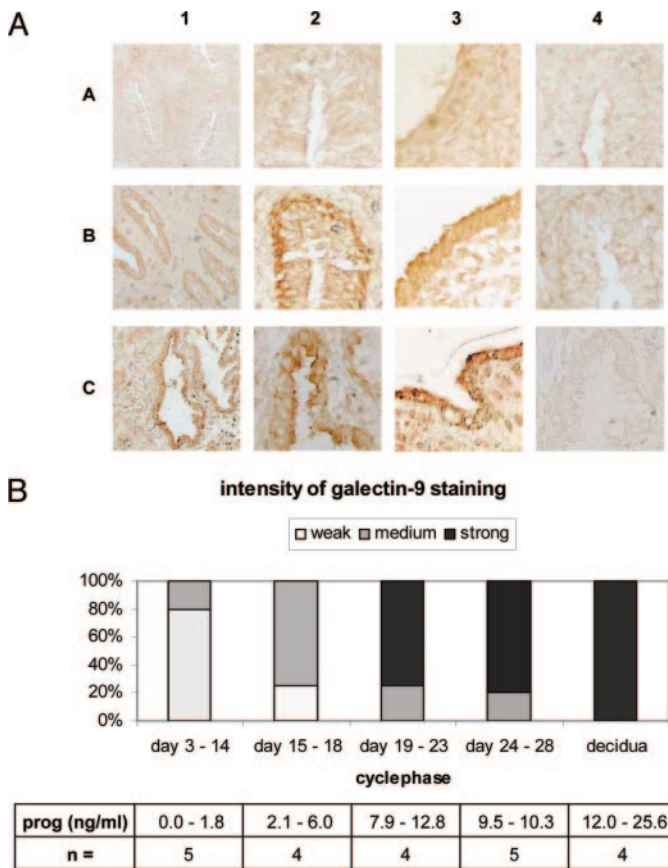 A
1 2 3 4
A
B
C
B
intensity of galectin-9 staining
weak medium strong
100%
80%
60%
40%
20%
0%
day 3 - 14 day 15 - 18 day 19 - 23 day 24 - 28 decidua
cyclephase
prog (ng/ml) 0.0 - 1.8 2.1 - 6.0 7.9 - 12.8 9.5 - 10.3 12.0 - 25.6
n = 5 4 4 5 4